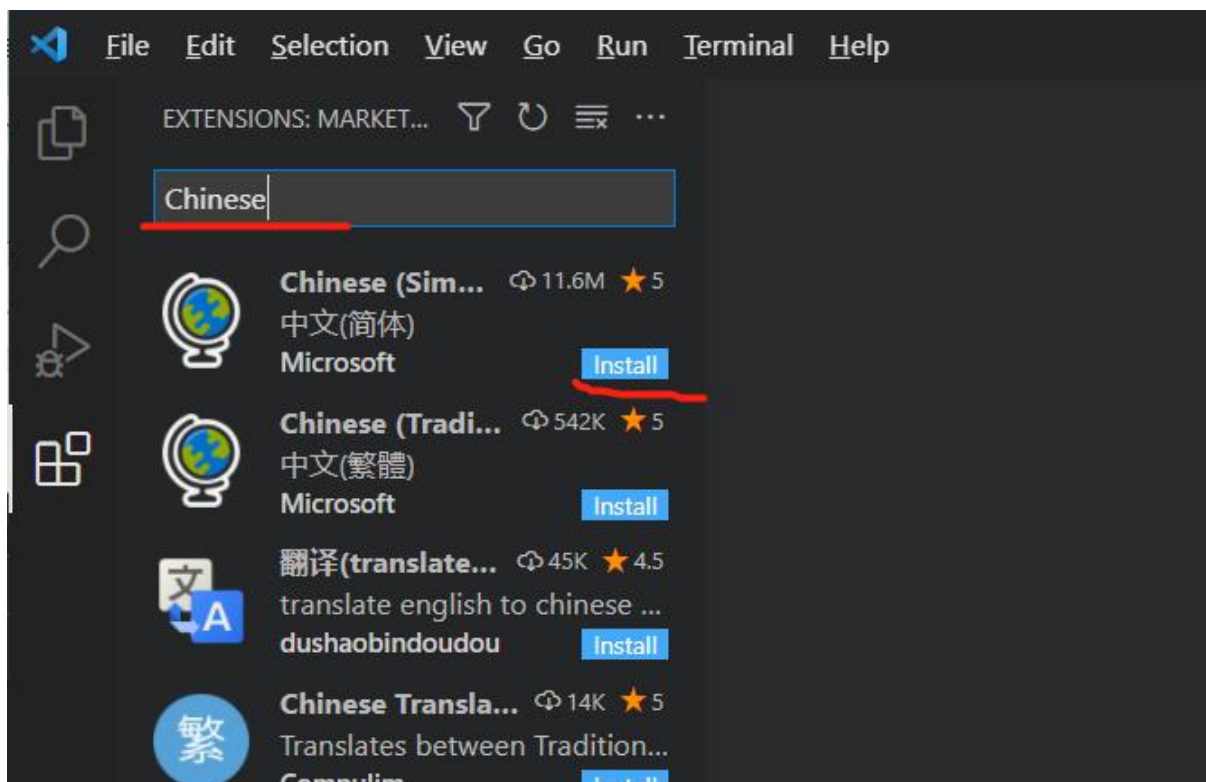 File Edit Selection View Go Run Terminal Help
EXTENSIONS: MARKET...
Chinese
Chinese (Sim... 11.6M 5
中文(简体)
Microsoft Install
Chinese (Tradi... 542K 5
中文(繁體)
Microsoft Install
翻译(translate... 45K 4.5
translate english to chinese ...
dushaobindoudou Install
文 A
Chinese Transla... 14K 5
繁 Translates between Tradition...
Compulim Install